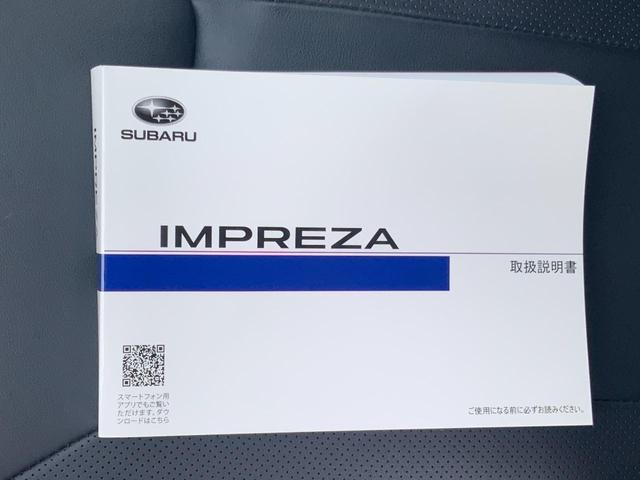 SUBARU
IMPREZA
取扱説明書
スマートフォン用
アプリでもご覧い
ただけます。ダウ
ンロードはこちら
ご使用になる前に必ずお読みください。